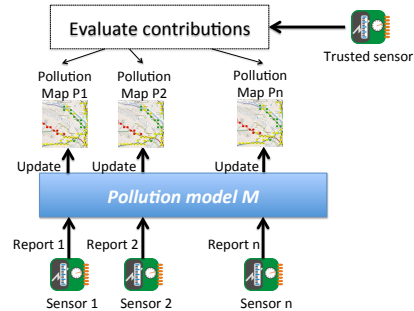 Evaluate contributions
Trusted sensor
Pollution
Map P1
Pollution
Map P2
Pollution
Map Pn
Update
Update
Update
Pollution model M
Report 1
Report 2
Report n
Sensor 1
Sensor 2
Sensor n